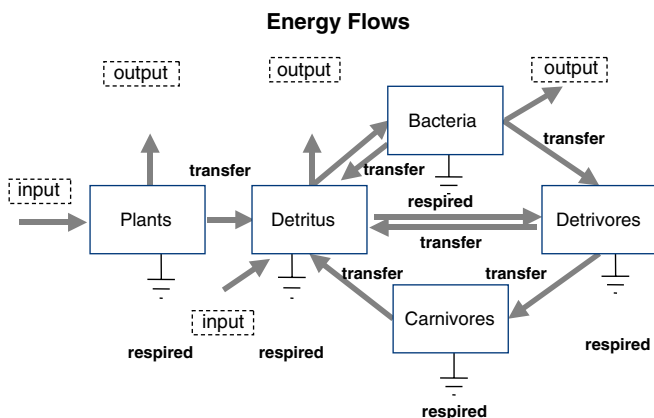 Energy Flows
output
output
output
Bacteria
transfer
transfer
transfer
input
respired
Plants
Detritus
Detrivores
transfer
transfer
transfer
input
Carnivores
respired
respired
respired
respired